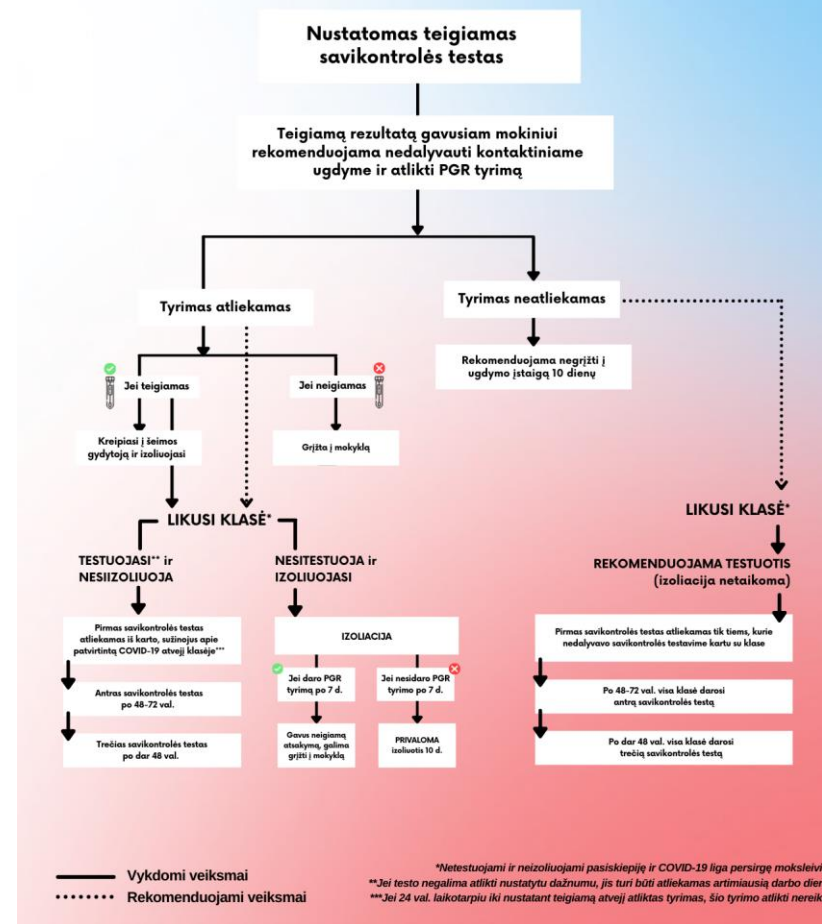 Nustatomas teigiamas
savikontrolės testas
Teigiamą rezultatą gavusiam mokiniui
rekomenduojama nedalyvauti kontaktiniame
ugdyme ir atlikti PGR tyrimą
Tyrimas atliekamas
Tyrimas neatliekamas
Jei teigiamas
Jei neigiamas
Rekomenduojama negrįžti į
ugdymo įstaigą 10 dienų
Kreipiasi į šeimos
gydytoją ir izoliuojasi
Grįžta į mokyklą
LIKUSI KLASĖ*
LIKUSI KLASĖ*
TESTUOJASI** ir
NESIIZOLIUOJA
NESITESTUOJA ir
IZOLIUOJASI
REKOMENDUOJAMA TESTUOTIS
(izoliacija netaikoma)
Pirmas savikontrolės testas
atliekamas iš karto, sužinojus apie
patvirtintą COVID-19 atvejį klasėje***
Antras savikontrolės testas
po 48-72 val.
Trečias savikontrolės testas
po dar 48 val.
IZOLIACIJA
Jei daro PGR
tyrimą po 7 d.
Jei nesidaro PGR
tyrimo po 7 d.
Gavus neigiamą
atsakymą, galima
grįžti į mokyklą
PRIVALOMA
izoliuotis 10 d.
Pirmas savikontrolės testas atliekamas tik tiems, kurie
nedalyvavo savikontrolės testavime kartu su klase
Po 48-72 val. visa klasė darosi
antrą savikontrolės testą
Po dar 48 val. visa klasė darosi
trečią savikontrolės testą
Vykdomi veiksmai
Rekomenduojami veiksmai
*Netestuojami ir neizoliuojami pasiskiepiję ir COVID-19 liga persirgę moksleivi
**Jei testo negalima atlikti nustatytu dažnumu, jis turi būti atliekamas artimiausią darbo dien
***Jei 24 val. laikotarpiu iki nustatant teigiamą atvejį atliktas tyrimas, šio tyrimo atlikti nereik